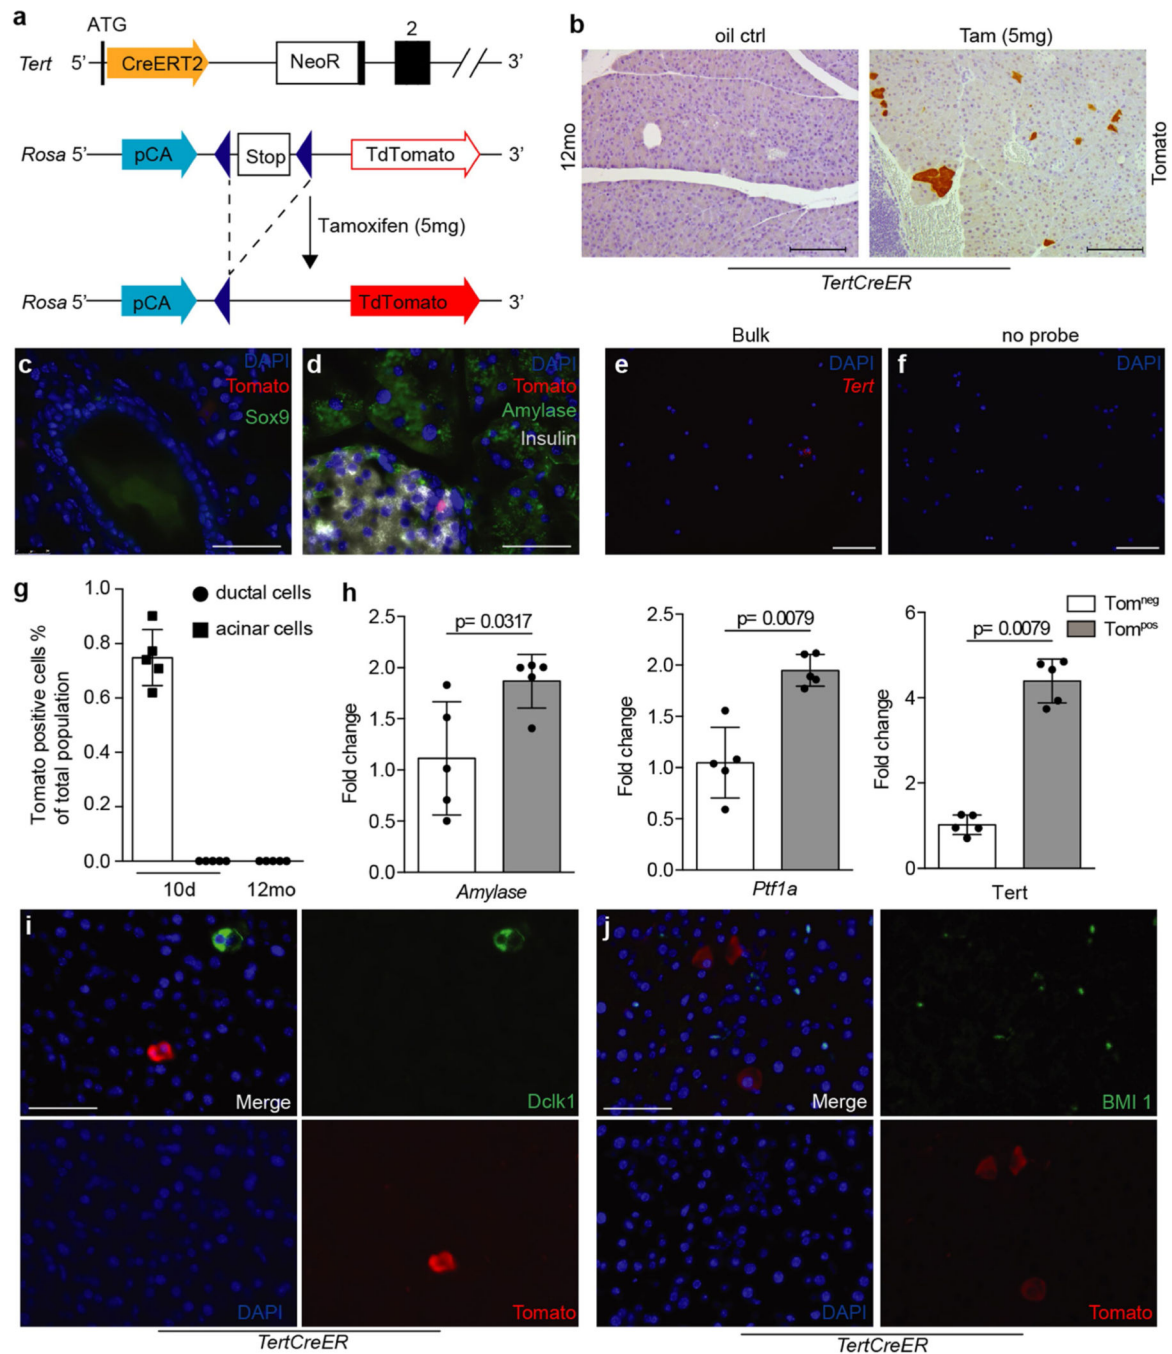 a
ATG
2
Tert 5’ CreERT2 NeoR 3’
Rosa 5’ pCA Stop TdTomato 3’
Tamoxifen (5mg)
Rosa 5’ pCA TdTomato 3’
b
oil ctrl Tam (5mg)
12mo
Tomato
TertCreER
c
DAPI
Tomato
Sox9
d
DAPI
Tomato
Amylase
Insulin
Bulk
e
DAPI
Tert
no probe
f
DAPI
g
Tomato positive cells %
of total population
1.0
0.8
0.6
0.4
0.2
0.0
ductal cells
acinar cells
10d 12mo
h
Fold change
2.5
2.0
1.5
1.0
0.5
0.0
p= 0.0317
Amylase
Fold change
2.5
2.0
1.5
1.0
0.5
0.0
p= 0.0079
Ptf1a
Fold change
6
4
2
0
p= 0.0079
Tert
Tomneg
Tompos
i
Merge
Dclk1
DAPI
Tomato
TertCreER
j
Merge
BMI 1
DAPI
Tomato
TertCreER